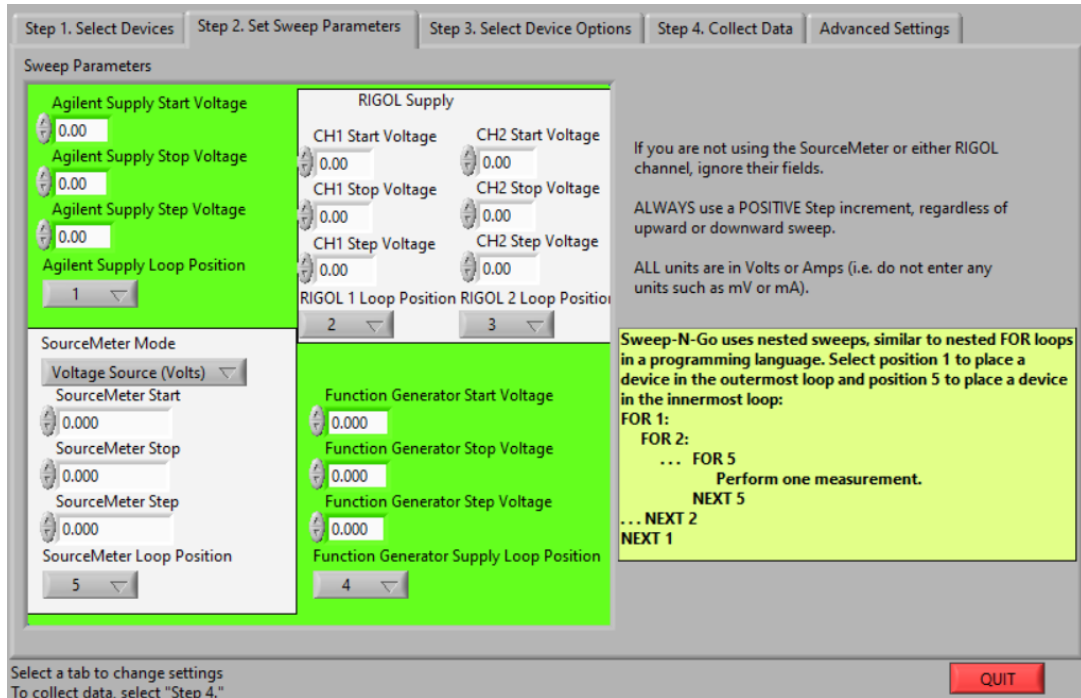 Step 1. Select Devices
Step 2. Set Sweep Parameters
Step 3. Select Device Options
Step 4. Collect Data
Advanced Settings
Sweep Parameters
Agilent Supply Start Voltage
0.00
Agilent Supply Stop Voltage
0.00
Agilent Supply Step Voltage
0.00
Agilent Supply Loop Position
1
RIGOL Supply
CH1 Start Voltage
0.00
CH1 Stop Voltage
0.00
CH1 Step Voltage
0.00
RIGOL 1 Loop Position
2
CH2 Start Voltage
0.00
CH2 Stop Voltage
0.00
CH2 Step Voltage
0.00
RIGOL 2 Loop Position
3
SourceMeter Mode
Voltage Source (Volts)
SourceMeter Start
0.000
SourceMeter Stop
0.000
SourceMeter Step
0.000
SourceMeter Loop Position
5
Function Generator Start Voltage
0.000
Function Generator Stop Voltage
0.000
Function Generator Step Voltage
0.000
Function Generator Supply Loop Position
4
If you are not using the SourceMeter or either RIGOL
channel, ignore their fields.
ALWAYS use a POSITIVE Step increment, regardless of
upward or downward sweep.
ALL units are in Volts or Amps (i.e. do not enter any
units such as mV or mA).
Sweep-N-Go uses nested sweeps, similar to nested FOR loops
in a programming language. Select position 1 to place a
device in the outermost loop and position 5 to place a device
in the innermost loop:
FOR 1:
FOR 2:
... FOR 5
Perform one measurement.
NEXT 5
... NEXT 2
NEXT 1
Select a tab to change settings
To collect data, select "Step 4."
QUIT